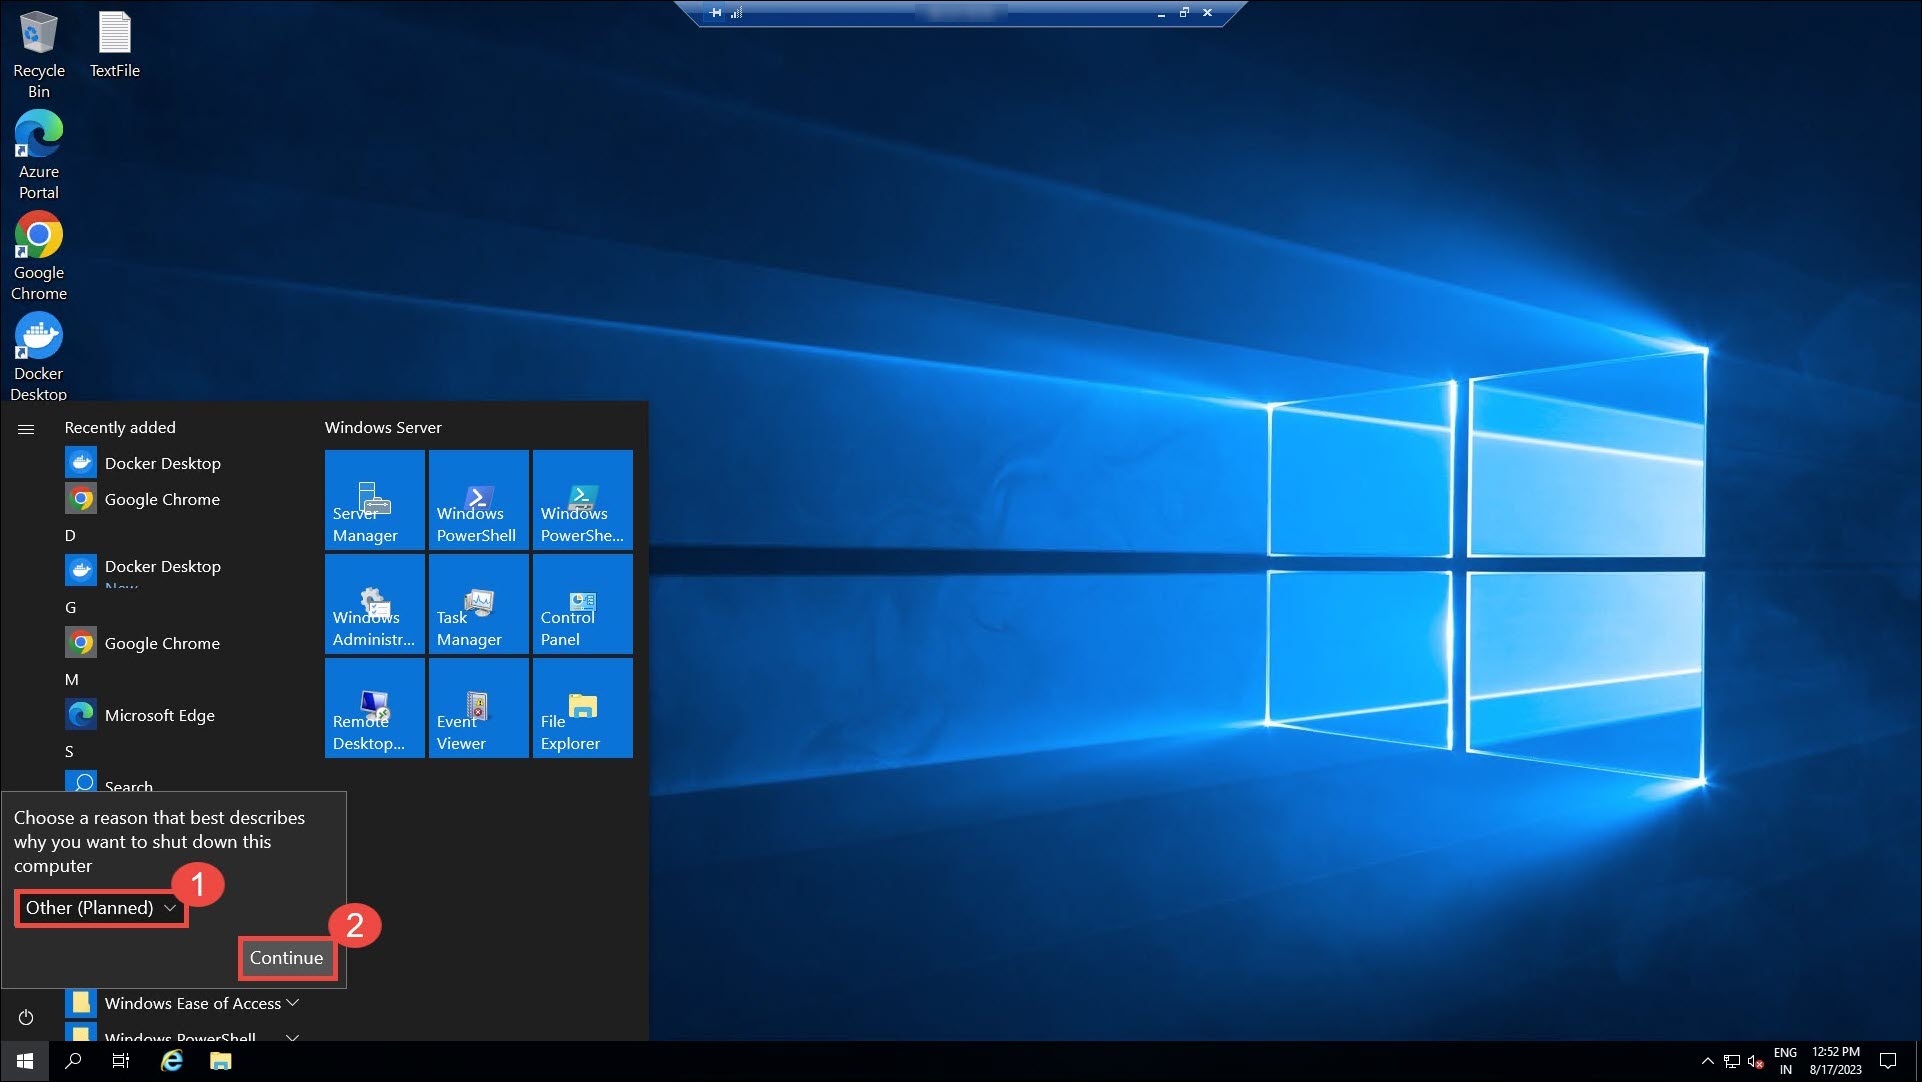 Recycle
Bin
TextFile
Azure
Portal
Google
Chrome
Docker
Desktop
Recently added
Docker Desktop
Google Chrome
D
Docker Desktop
New
G
Google Chrome
M
Microsoft Edge
S
Search
Windows Server
Server
Manager
Windows
PowerShell
Windows
PowerShe...
Windows
Administr...
Task
Manager
Control
Panel
Remote
Desktop...
Event
Viewer
File
Explorer
Choose a reason that best describes
why you want to shut down this
computer
1
Other (Planned)
2
Continue
Windows Ease of Access
Windows PowerShell
ENG
IN
12:52 PM
8/17/2023